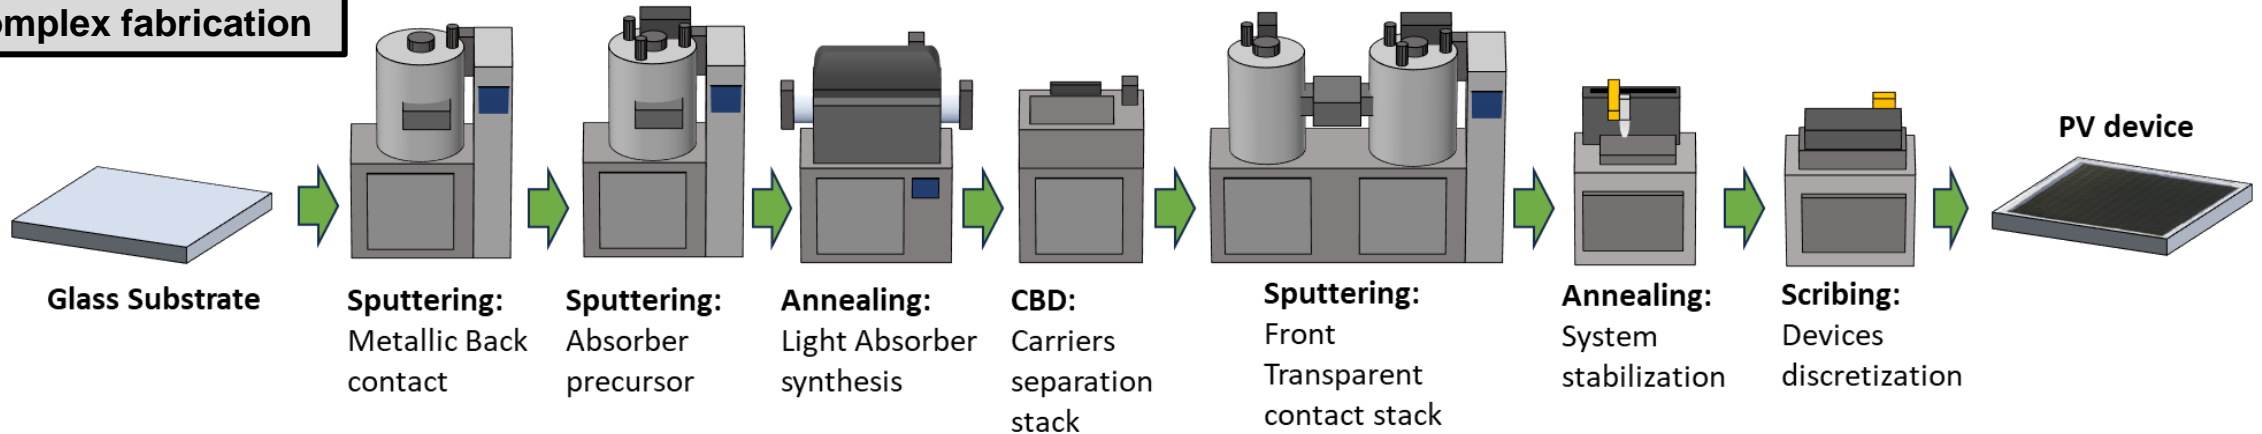 omplex fabrication
PV device
Glass Substrate
Sputtering:
Metallic Back
contact
Sputtering:
Absorber
precursor
Annealing:
Light Absorber
synthesis
CBD:
Carriers
separation
stack
Sputtering:
Front
Transparent
contact stack
Annealing:
System
stabilization
Scribing:
Devices
discretization